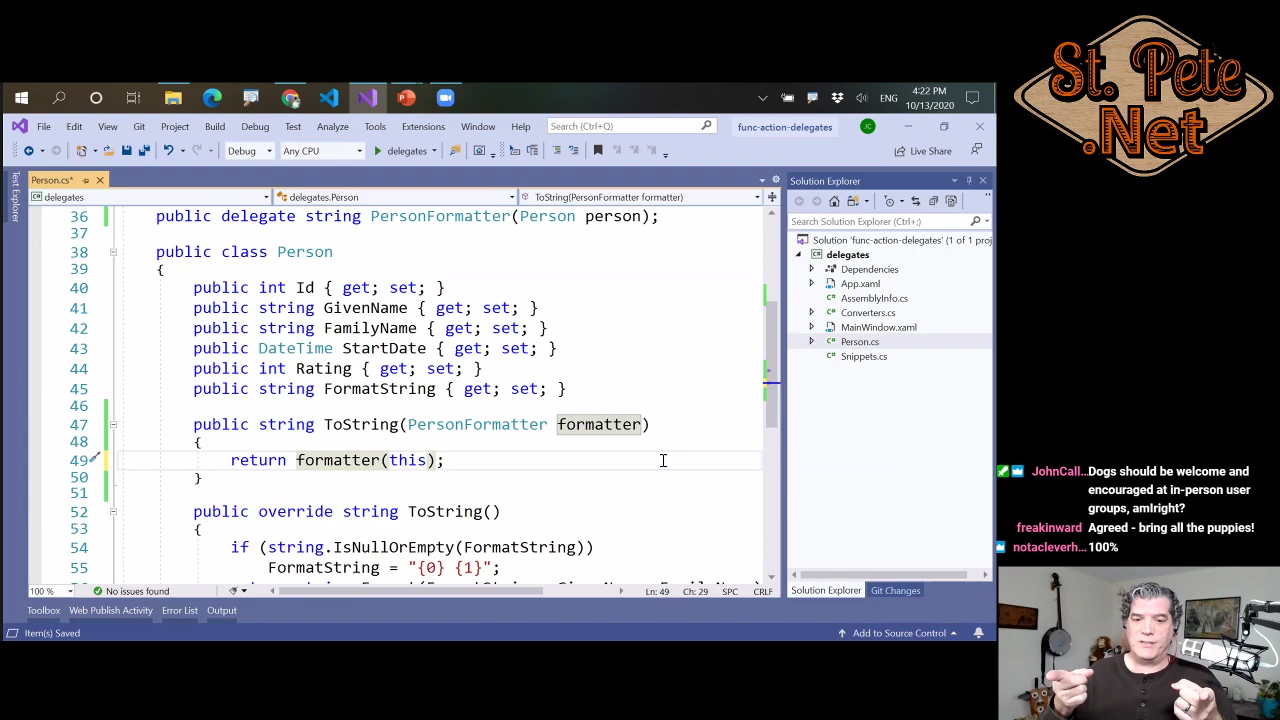 St. Pete
.Net
4:22 PM
ENG
10/13/2020
File Edit View Git Project Build Debug Test Analyze Tools Extensions Window Help Search (Ctrl+Q) func-action-delegates JC
Debug Any CPU delegates Live Share
Test Explorer
Person.cs*
delegates delegates.Person ToString(PersonFormatter formatter)
36 public delegate string PersonFormatter(Person person);
37
38 public class Person
39 {
40 public int Id { get; set; }
41 public string GivenName { get; set; }
42 public string FamilyName { get; set; }
43 public DateTime StartDate { get; set; }
44 public int Rating { get; set; }
45 public string FormatString { get; set; }
46
47 public string ToString(PersonFormatter formatter)
48 {
49 return formatter(this);
50 }
51
52 public override string ToString()
53 {
54 if (string.IsNullOrEmpty(FormatString))
55 FormatString = "{0} {1}";
100 % No issues found Ln: 49 Ch: 29 SPC CRLF
Solution Explorer
Search Solution Explorer (Ctrl+;)
Solution 'func-action-delegates' (1 of 1 proj
delegates
Dependencies
App.xaml
AssemblyInfo.cs
Converters.cs
MainWindow.xaml
Person.cs
Snippets.cs
Solution Explorer Git Changes
Toolbox Web Publish Activity Error List Output
Item(s) Saved Add to Source Control
JohnCall... Dogs should be welcome and
encouraged at in-person user
groups, amIright?
freakinward Agreed - bring all the puppies!
notacleverh... 100%